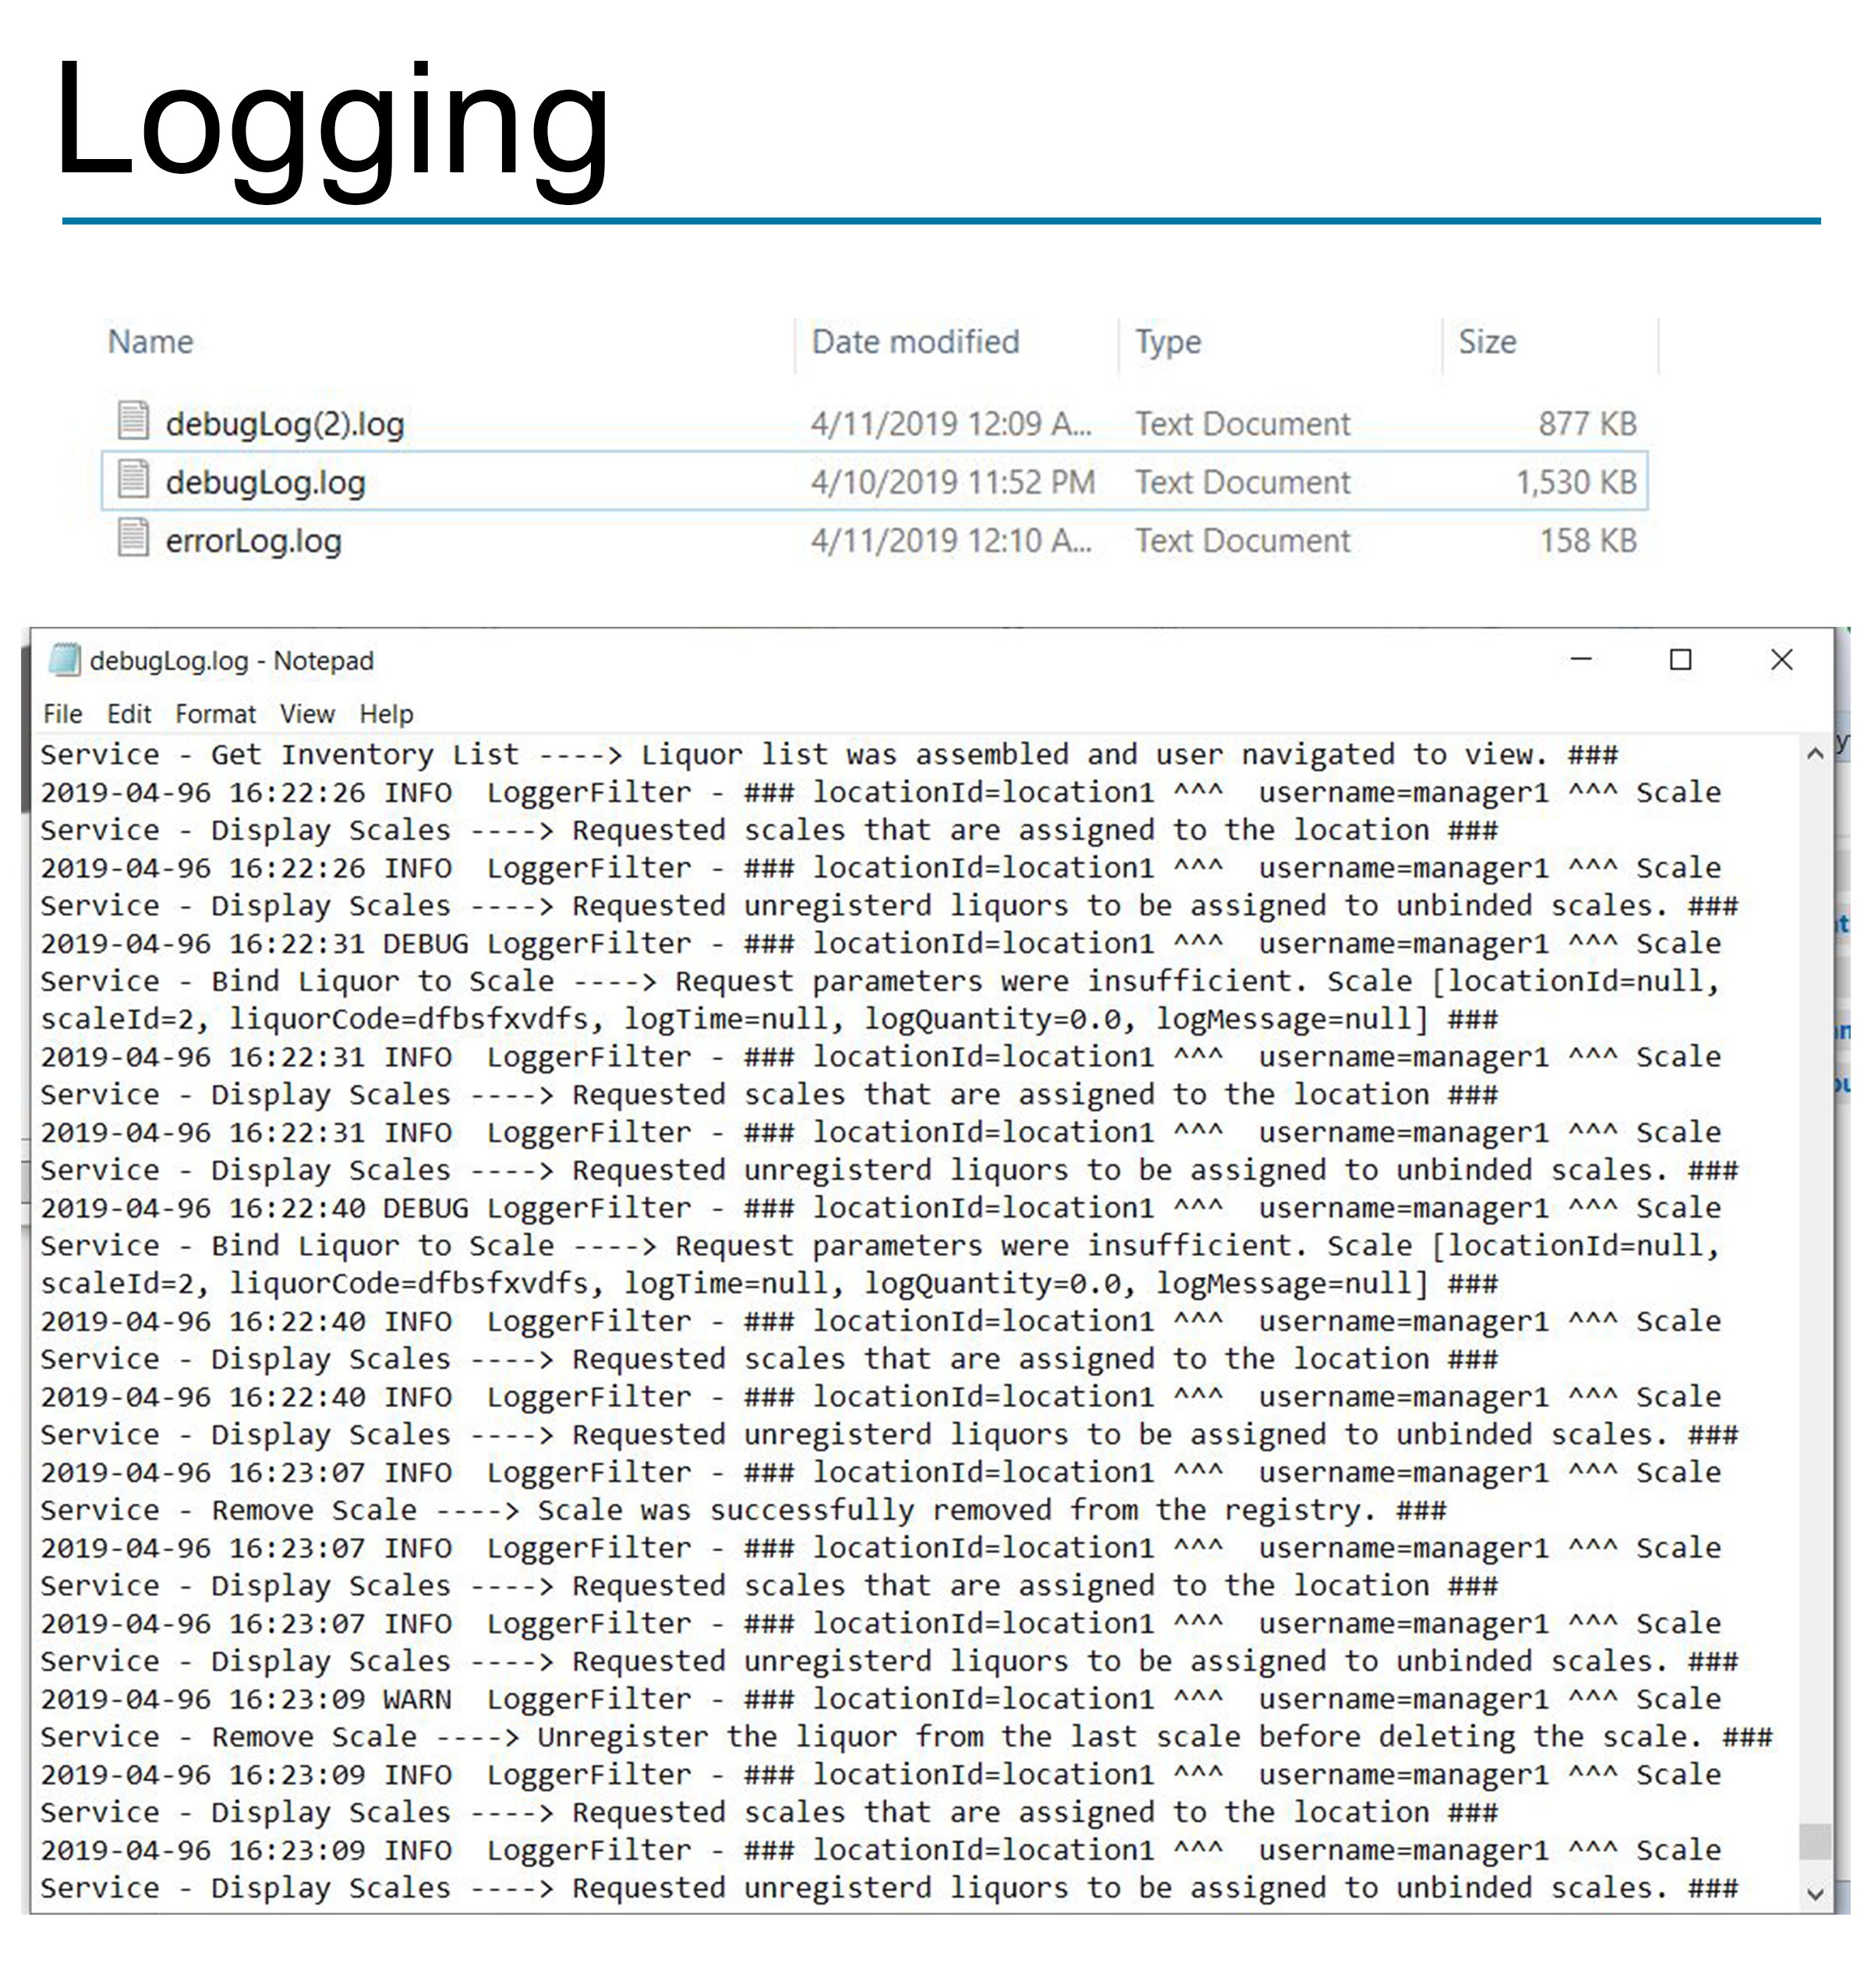 Logging
Name Date modified Type Size
debugLog(2).log 4/11/2019 12:09 A... Text Document 877 KB
debugLog.log 4/10/2019 11:52 PM Text Document 1,530 KB
errorLog.log 4/11/2019 12:10 A... Text Document 158 KB
debugLog.log - Notepad
File Edit Format View Help
Service - Get Inventory List ----> Liquor list was assembled and user navigated to view. ###
2019-04-96 16:22:26 INFO  LoggerFilter - ### locationId=location1 ^^^  username=manager1 ^^^ Scale
Service - Display Scales ----> Requested scales that are assigned to the location ###
2019-04-96 16:22:26 INFO  LoggerFilter - ### locationId=location1 ^^^  username=manager1 ^^^ Scale
Service - Display Scales ----> Requested unregisterd liquors to be assigned to unbinded scales. ###
2019-04-96 16:22:31 DEBUG LoggerFilter - ### locationId=location1 ^^^  username=manager1 ^^^ Scale
Service - Bind Liquor to Scale ----> Request parameters were insufficient. Scale [locationId=null,
scaleId=2, liquorCode=dfbsfxvdfs, logTime=null, logQuantity=0.0, logMessage=null] ###
2019-04-96 16:22:31 INFO  LoggerFilter - ### locationId=location1 ^^^  username=manager1 ^^^ Scale
Service - Display Scales ----> Requested scales that are assigned to the location ###
2019-04-96 16:22:31 INFO  LoggerFilter - ### locationId=location1 ^^^  username=manager1 ^^^ Scale
Service - Display Scales ----> Requested unregisterd liquors to be assigned to unbinded scales. ###
2019-04-96 16:22:40 DEBUG LoggerFilter - ### locationId=location1 ^^^  username=manager1 ^^^ Scale
Service - Bind Liquor to Scale ----> Request parameters were insufficient. Scale [locationId=null,
scaleId=2, liquorCode=dfbsfxvdfs, logTime=null, logQuantity=0.0, logMessage=null] ###
2019-04-96 16:22:40 INFO  LoggerFilter - ### locationId=location1 ^^^  username=manager1 ^^^ Scale
Service - Display Scales ----> Requested scales that are assigned to the location ###
2019-04-96 16:22:40 INFO  LoggerFilter - ### locationId=location1 ^^^  username=manager1 ^^^ Scale
Service - Display Scales ----> Requested unregisterd liquors to be assigned to unbinded scales. ###
2019-04-96 16:23:07 INFO  LoggerFilter - ### locationId=location1 ^^^  username=manager1 ^^^ Scale
Service - Remove Scale ----> Scale was successfully removed from the registry. ###
2019-04-96 16:23:07 INFO  LoggerFilter - ### locationId=location1 ^^^  username=manager1 ^^^ Scale
Service - Display Scales ----> Requested scales that are assigned to the location ###
2019-04-96 16:23:07 INFO  LoggerFilter - ### locationId=location1 ^^^  username=manager1 ^^^ Scale
Service - Display Scales ----> Requested unregisterd liquors to be assigned to unbinded scales. ###
2019-04-96 16:23:09 WARN  LoggerFilter - ### locationId=location1 ^^^  username=manager1 ^^^ Scale
Service - Remove Scale ----> Unregister the liquor from the last scale before deleting the scale. ###
2019-04-96 16:23:09 INFO  LoggerFilter - ### locationId=location1 ^^^  username=manager1 ^^^ Scale
Service - Display Scales ----> Requested scales that are assigned to the location ###
2019-04-96 16:23:09 INFO  LoggerFilter - ### locationId=location1 ^^^  username=manager1 ^^^ Scale
Service - Display Scales ----> Requested unregisterd liquors to be assigned to unbinded scales. ###